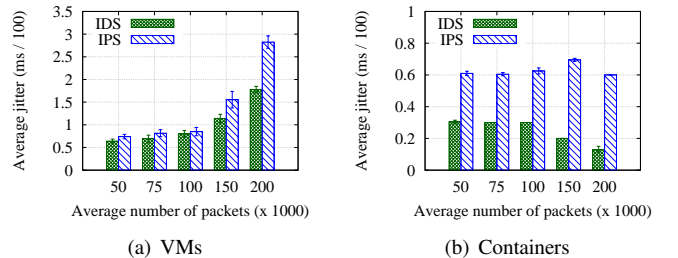 IDS
IPS
Average jitter (ms / 100)
3.5
3
2.5
2
1.5
1
0.5
0
50 75 100 150 200
Average number of packets (x 1000)
(a) VMs
IDS
IPS
Average jitter (ms / 100)
1
0.8
0.6
0.4
0.2
0
50 75 100 150 200
Average number of packets (x 1000)
(b) Containers